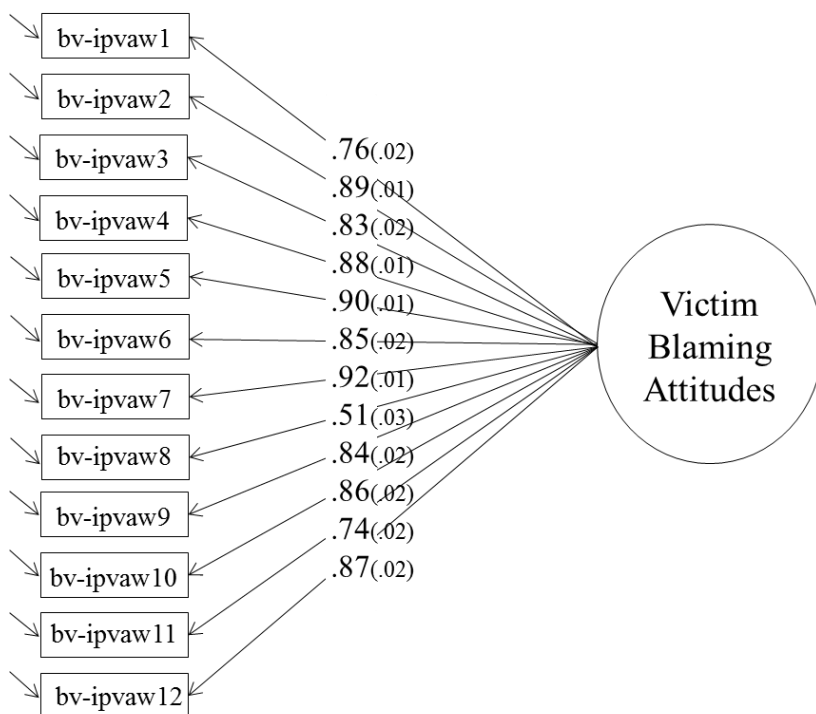 bv-ipvaw1
bv-ipvaw2
bv-ipvaw3
bv-ipvaw4
bv-ipvaw5
bv-ipvaw6
bv-ipvaw7
bv-ipvaw8
bv-ipvaw9
bv-ipvaw10
bv-ipvaw11
bv-ipvaw12
.76(.02)
.89(.01)
.83(.02)
.88(.01)
.90(.01)
.85(.02)
.92(.01)
.51(.03)
.84(.02)
.86(.02)
.74(.02)
.87(.02)
Victim
Blaming
Attitudes